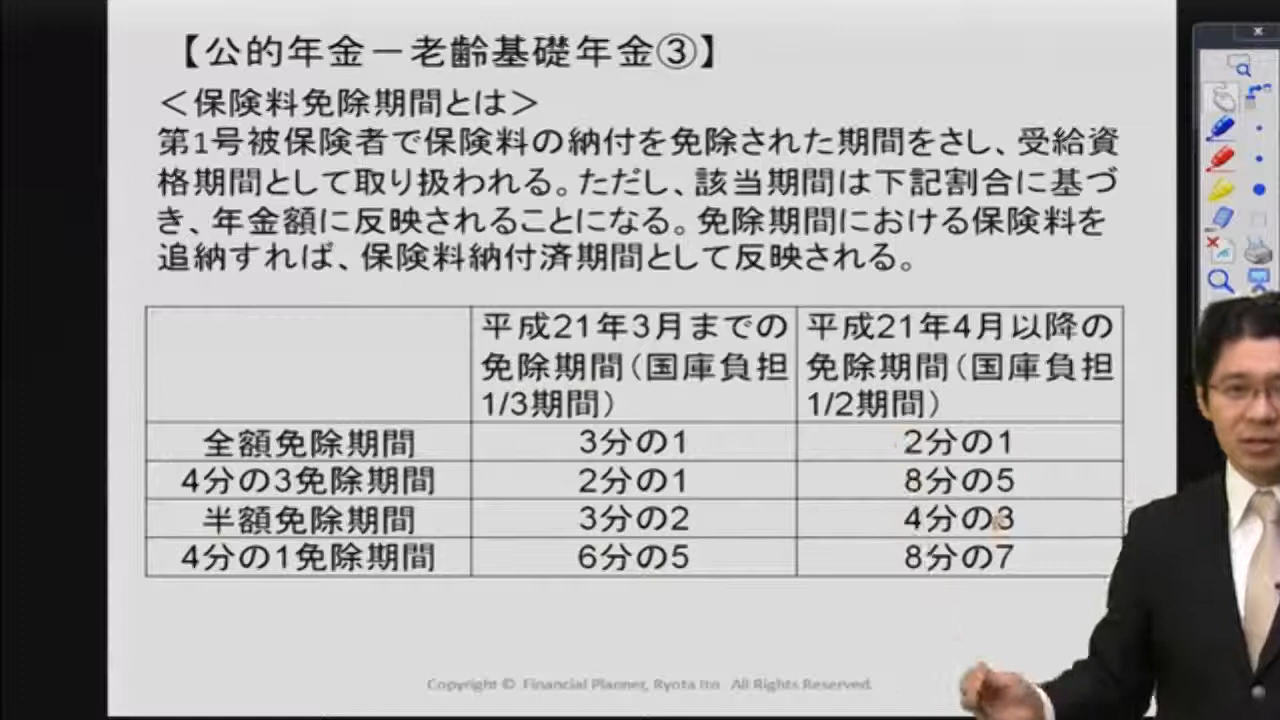 【公的年金－老齢基礎年金③】
＜保険料免除期間とは＞
第1号被保険者で保険料の納付を免除された期間をさし、受給資
格期間として取り扱われる。ただし、該当期間は下記割合に基づ
き、年金額に反映されることになる。免除期間における保険料を
追納すれば、保険料納付済期間として反映される。
平成21年3月までの
免除期間（国庫負担
1/3期間）
平成21年4月以降の
免除期間（国庫負担
1/2期間）
全額免除期間 3分の1 2分の1
4分の3免除期間 2分の1 8分の5
半額免除期間 3分の2 4分の3
4分の1免除期間 6分の5 8分の7
Copyright © Financial Planner, Ryota Ito All Rights Reserved.